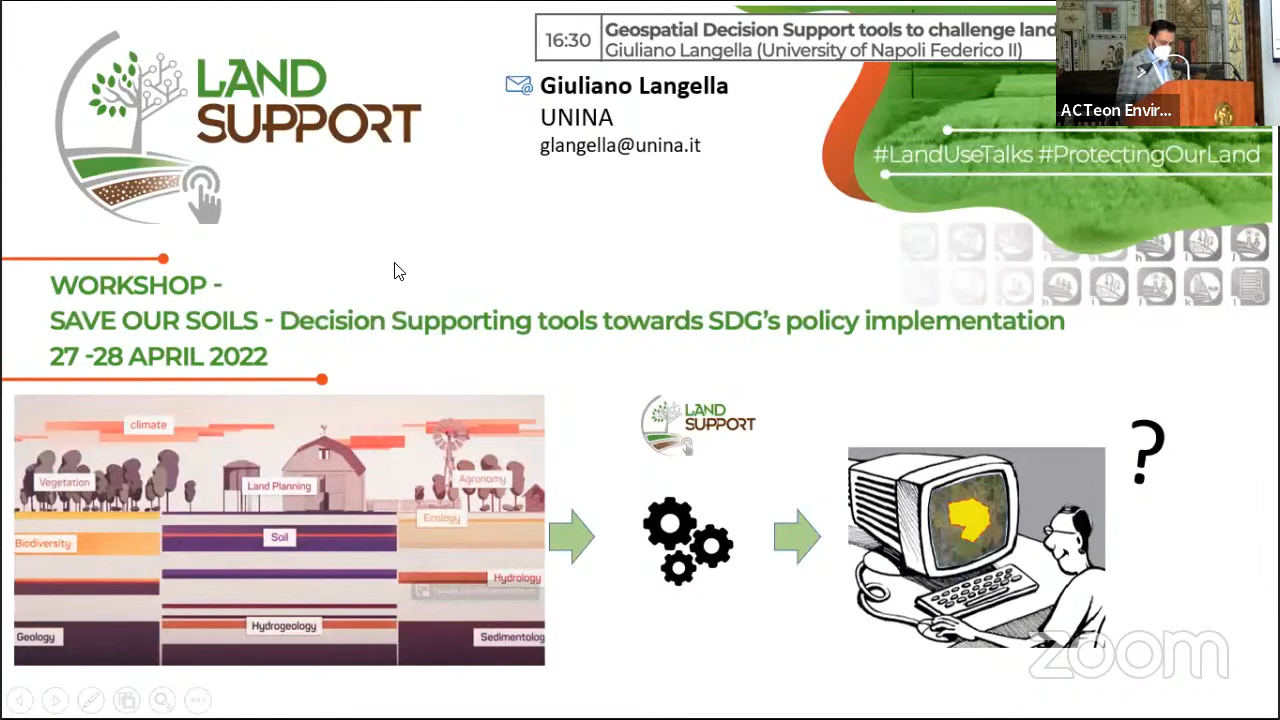 LAND
SUPPORT
16:30
Geospatial Decision Support tools to challenge land
Giuliano Langella (University of Napoli Federico II)
Giuliano Langella
UNINA
glangella@unina.it
ACTeon Envir...
#LandUseTalks #ProtectingOurLand
WORKSHOP -
SAVE OUR SOILS - Decision Supporting tools towards SDG's policy implementation
27 -28 APRIL 2022
climate
Vegetation
Land Planning
Agronomy
Ecology
Biodiversity
Soil
Hydrology
Hydrogeology
Geology
Sedimentolog
LAND
SUPPORT
?
zoom